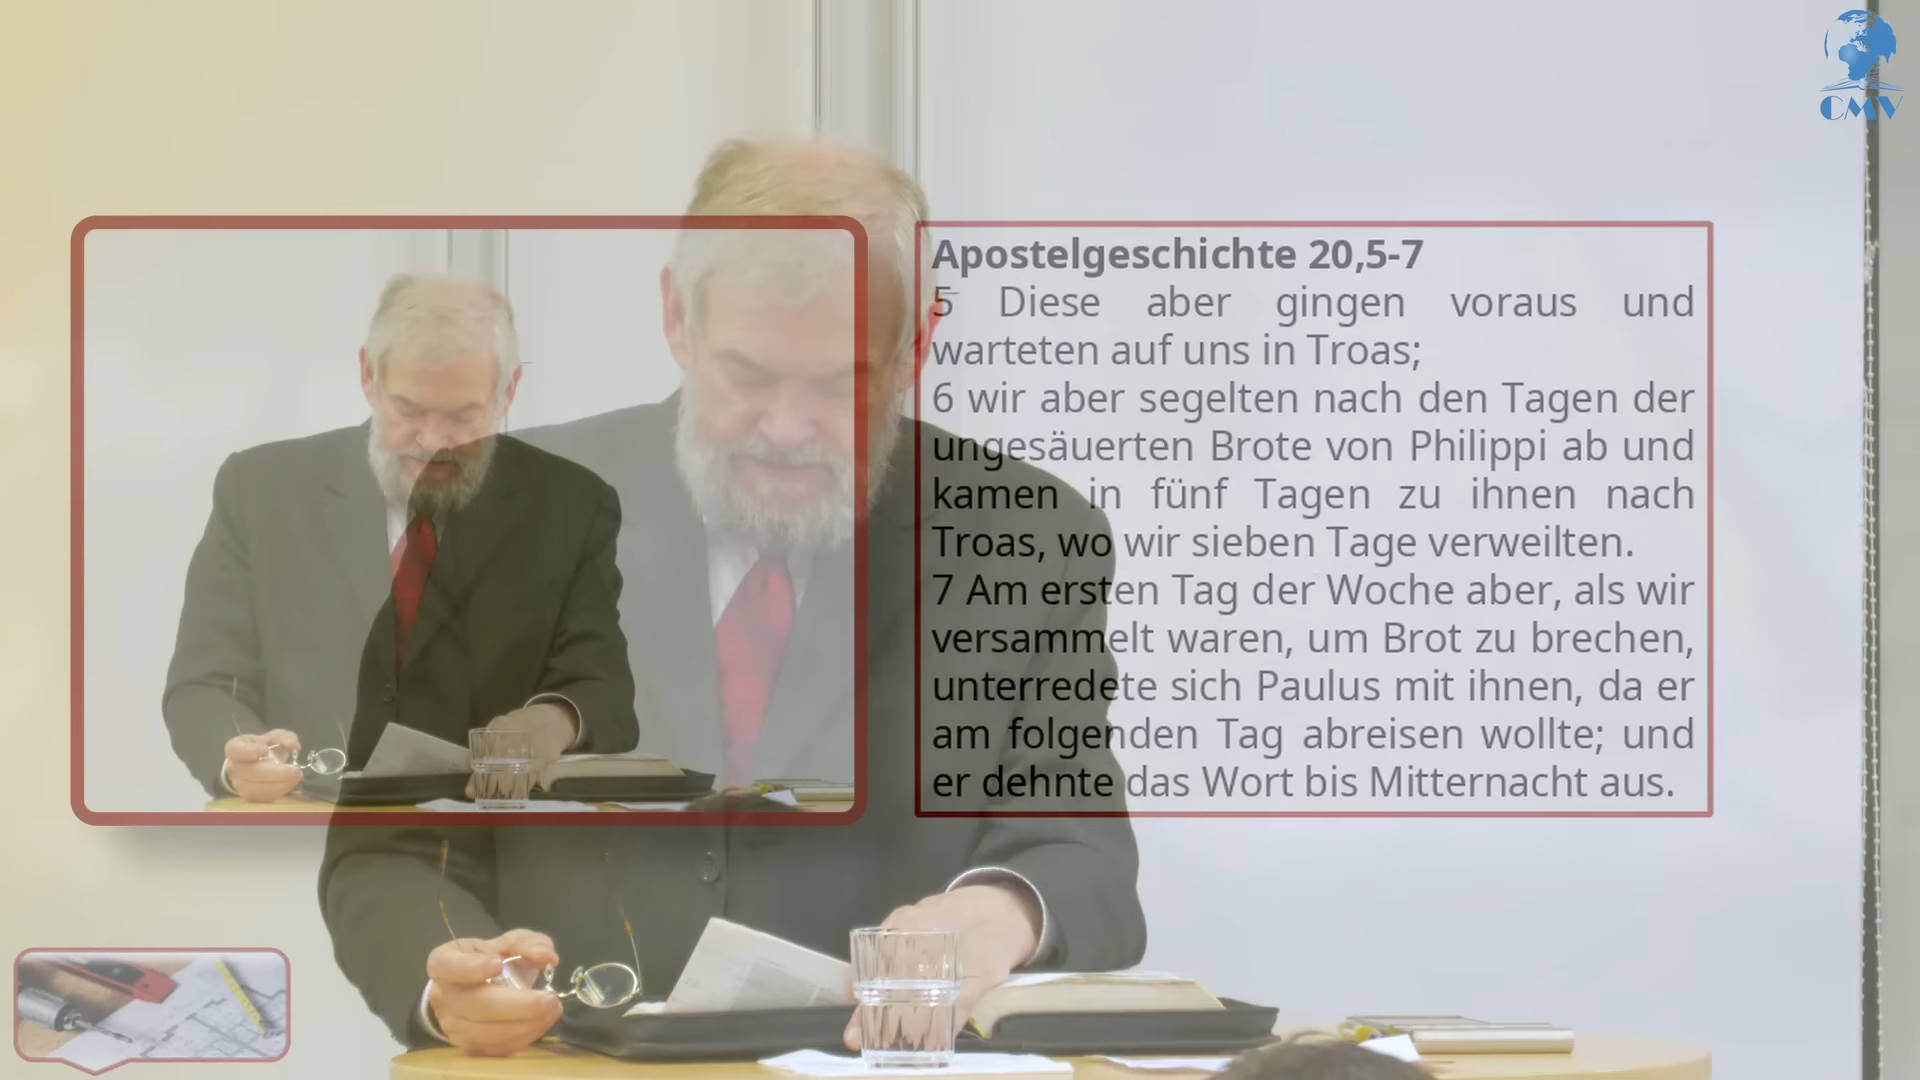 CMV
Apostelgeschichte 20,5-7
5 Diese aber gingen voraus und
warteten auf uns in Troas;
6 wir aber segelten nach den Tagen der
ungesäuerten Brote von Philippi ab und
kamen in fünf Tagen zu ihnen nach
Troas, wo wir sieben Tage verweilten.
7 Am ersten Tag der Woche aber, als wir
versammelt waren, um Brot zu brechen,
unterredete sich Paulus mit ihnen, da er
am folgenden Tag abreisen wollte; und
er dehnte das Wort bis Mitternacht aus.